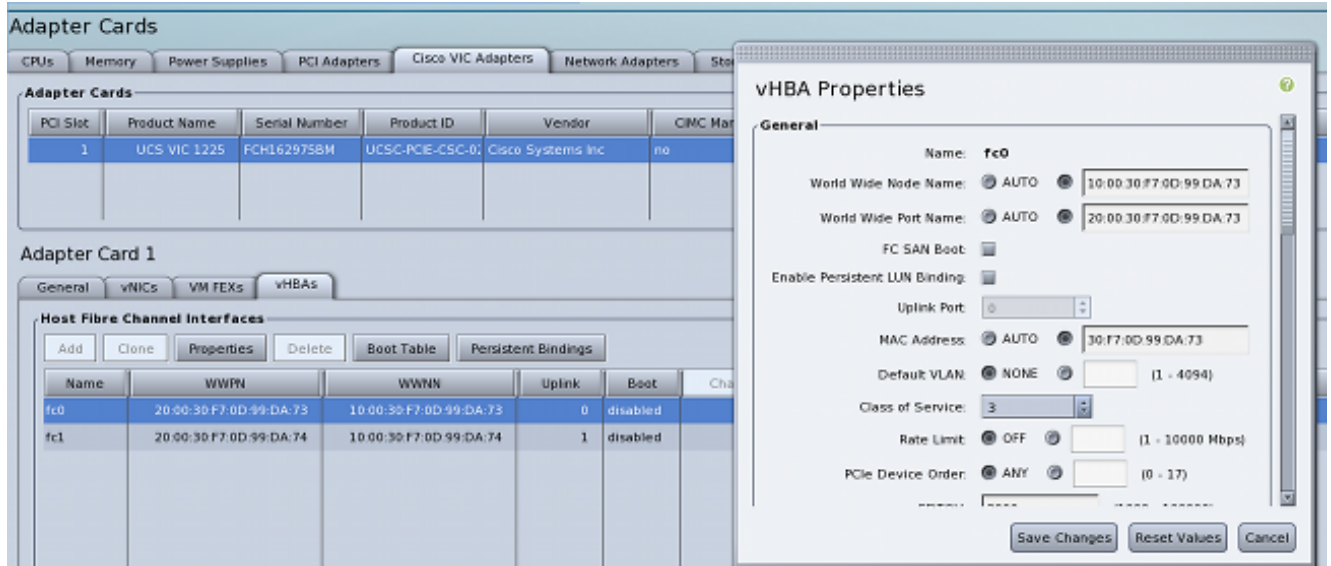 Adapter Cards
CPUs Memory Power Supplies PCI Adapters Cisco VIC Adapters Network Adapters
Adapter Cards
PCI Slot Product Name Serial Number Product ID Vendor
1 UCS VIC 1225 FCH16297SBM UCSC-PCIE-CSC-02 Cisco Systems Inc no
Adapter Card 1
General vNICs VM FEXs vHBAs
Host Fibre Channel Interfaces
Add Clone Properties Delete Boot Table Persistent Bindings
Name WWPN WWNN Uplink Boot
fc0 20:00:30:F7:0D:99:DA:73 10:00:30:F7:0D:99:DA:73 0 disabled
fc1 20:00:30:F7:0D:99:DA:74 10:00:30:F7:0D:99:DA:74 1 disabled
vHBA Properties
General
Name: fc0
World Wide Node Name: AUTO 10:00:30:F7:0D:99:DA:73
World Wide Port Name: AUTO 20:00:30:F7:0D:99:DA:73
FC SAN Boot:
Enable Persistent LUN Binding:
Uplink Port: 0
MAC Address: AUTO 30:F7:0D:99:DA:73
Default VLAN: NONE (1 - 4094)
Class of Service: 3
Rate Limit: OFF (1 - 10000 Mbps)
PCIe Device Order: ANY (0 - 17)
Save Changes Reset Values Cancel